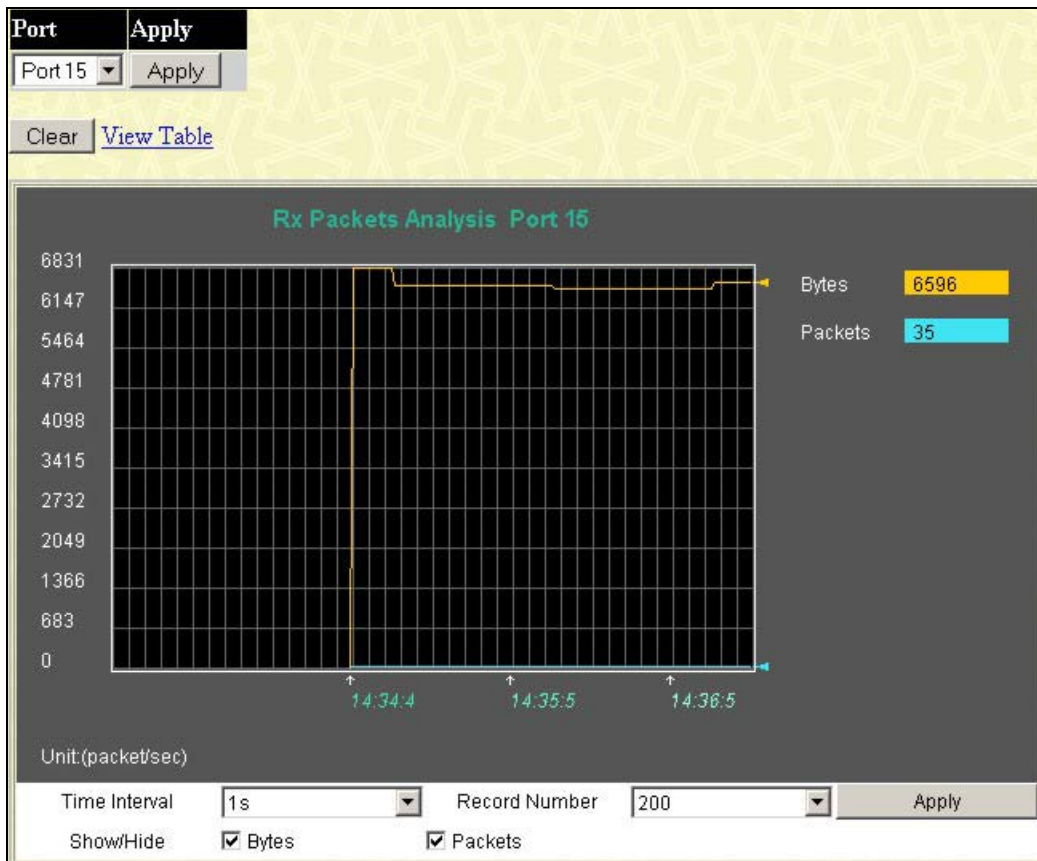 Port Apply
Port 15 Apply
Clear View Table
Rx Packets Analysis Port 15
6831
6147
5464
4781
4098
3415
2732
2049
1366
683
0
Bytes 6596
Packets 35
14:34:4 14:35:5 14:36:5
Unit:(packet/sec)
Time Interval 1s Record Number 200 Apply
Show/Hide Bytes Packets